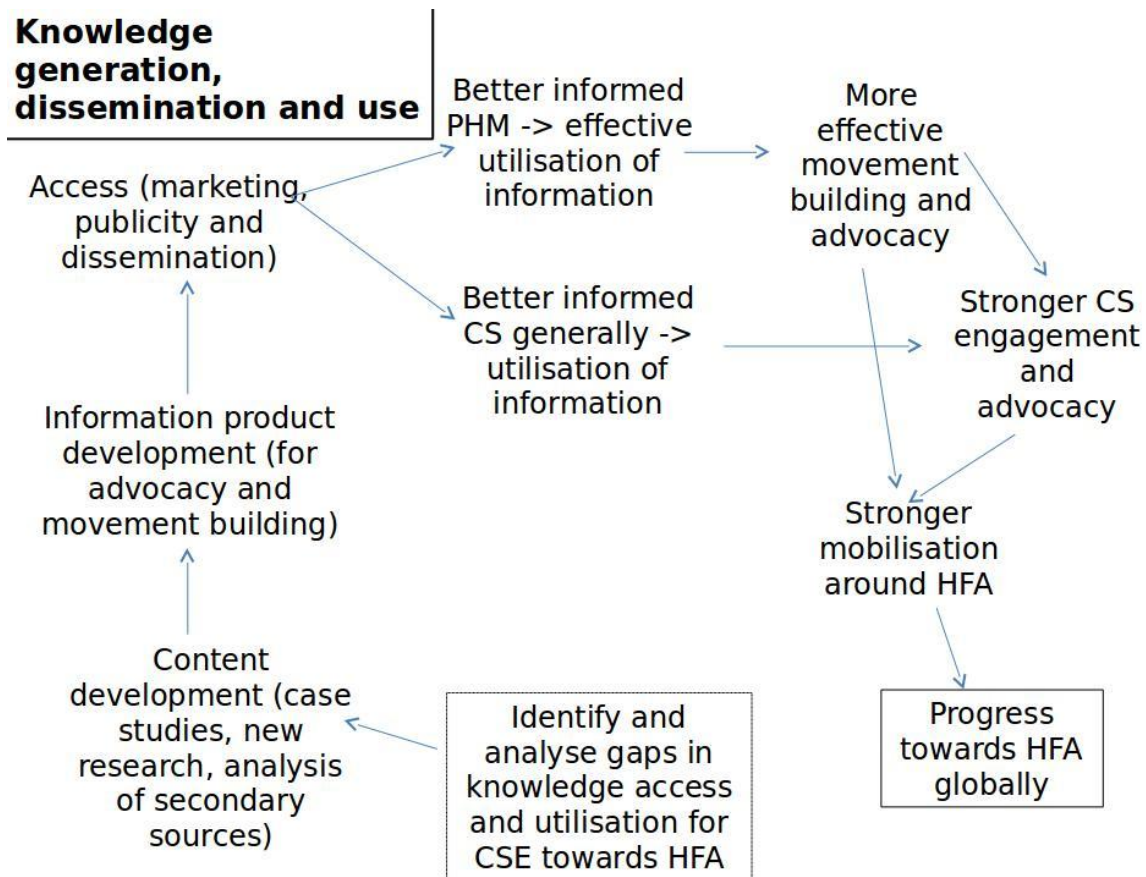 Knowledge
generation,
dissemination and use
Better informed
PHM -> effective
utilisation of
information
More
effective
movement
building and
advocacy
Access (marketing,
publicity and
dissemination)
Better informed
CS generally ->
utilisation of
information
Stronger CS
engagement
and
advocacy
Information product
development (for
advocacy and
movement building)
Stronger
mobilisation
around HFA
Content
development (case
studies, new
research, analysis
of secondary
sources)
Identify and
analyse gaps in
knowledge access
and utilisation for
CSE towards HFA
Progress
towards HFA
globally